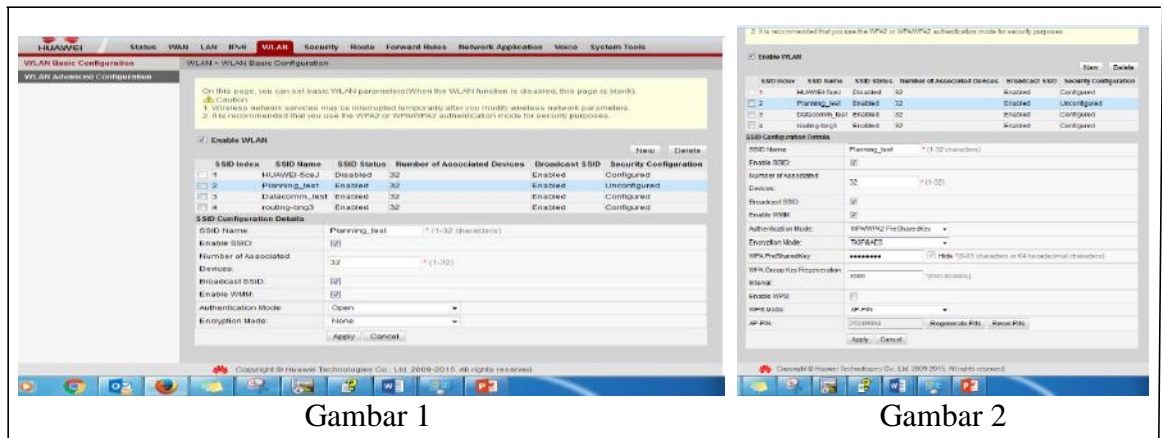 HUAWEI
Status WAN LAN IPv6 WLAN Security Route Forward Rules Network Application Voice System Tools
WLAN Basic Configuration
WLAN > WLAN Basic Configuration
WLAN Advanced Configuration
On this page, you can set basic WLAN parameters(When the WLAN function is disabled, this page is blank).
Caution:
1. Wireless network services may be interrupted temporarily after you modify wireless network parameters.
2. It is recommended that you use the WPA2 or WPA/WPA2 authentication mode for security purposes.
Enable WLAN
New Delete
SSID Index SSID Name SSID Status Number of Associated Devices Broadcast SSID Security Configuration
1 Disabled 32 Enabled Configured
2 Planning_test Enabled 32 Enabled Unconfigured
3 Datacomm_test Enabled 32 Enabled Configured
4 routing-bng3 Enabled 32 Enabled Configured
SSID Configuration Details
SSID Name: Planning_test * (1-32 characters)
Enable SSID:
Number of Associated
Devices: 32 * (1-32)
Broadcast SSID:
Enable WMM:
Authentication Mode: Open
Encryption Mode: None
Apply Cancel
Copyright © Huawei Technologies Co., Ltd. 2009-2015. All rights reserved.
Gambar 1
2. It is recommended that you use the WPA2 or WPA/WPA2 authentication mode for security purposes.
Enable WLAN
New Delete
SSID Index SSID Name SSID Status Number of Associated Devices Broadcast SSID Security Configuration
1 Disabled 32 Enabled Configured
2 Planning_test Enabled 32 Enabled Unconfigured
3 Datacomm_test Enabled 32 Enabled Configured
4 routing-bng3 Enabled 32 Enabled Configured
SSID Configuration Details
SSID Name: Planning_test * (1-32 characters)
Enable SSID:
Number of Associated
Devices: 32 * (1-32)
Broadcast SSID:
Enable WMM:
Authentication Mode: WPA/WPA2 PreSharedKey
Encryption Mode: TKIP&AES
WPA PreSharedKey: •••••••• Hide *(8-63 characters or 64 hexadecimal characters)
WPA Group Key Regeneration
Interval: 3600
Enable WPS:
WPS Mode: AP-PIN
AP-PIN: Regenerate PIN Reset PIN
Apply Cancel
Copyright © Huawei Technologies Co., Ltd. 2009-2015. All rights reserved.
Gambar 2